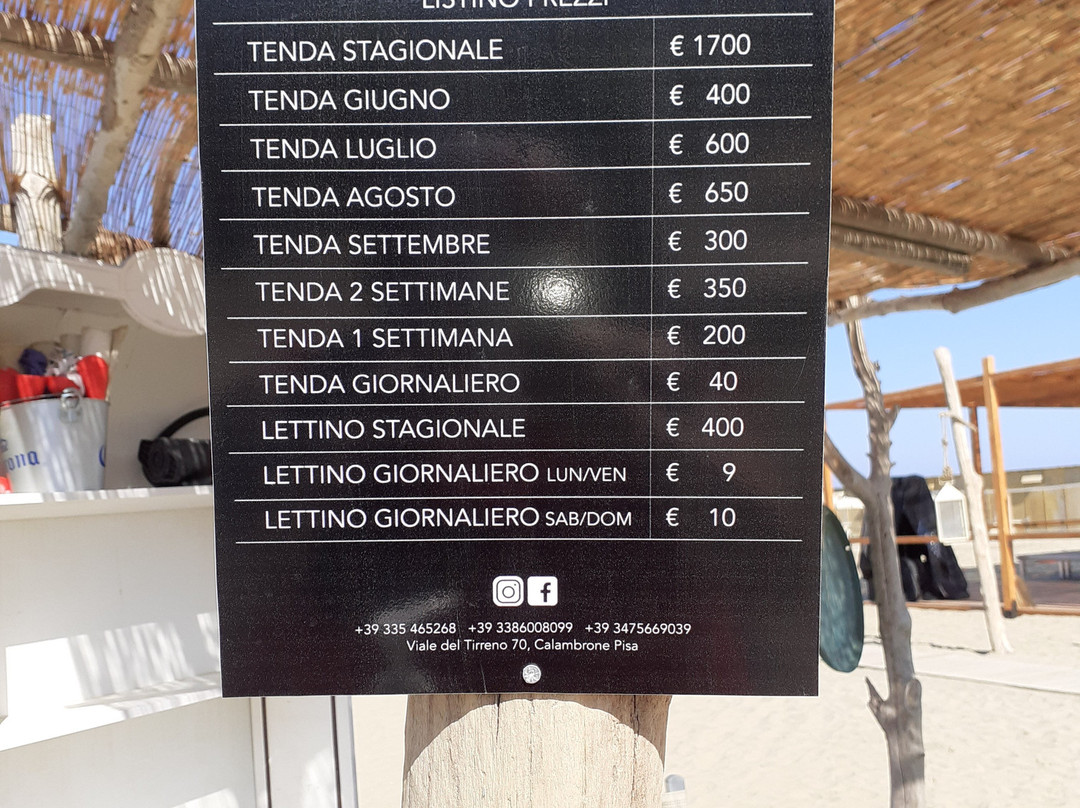 LISTINO PREZZI
TENDA STAGIONALE € 1700
TENDA GIUGNO € 400
TENDA LUGLIO € 600
TENDA AGOSTO € 650
TENDA SETTEMBRE € 300
TENDA 2 SETTIMANE € 350
TENDA 1 SETTIMANA € 200
TENDA GIORNALIERO € 40
LETTINO STAGIONALE € 400
LETTINO GIORNALIERO LUN/VEN € 9
LETTINO GIORNALIERO SAB/DOM € 10
+39 335 465268 +39 3386008099 +39 3475669039
Viale del Tirreno 70, Calambrone Pisa